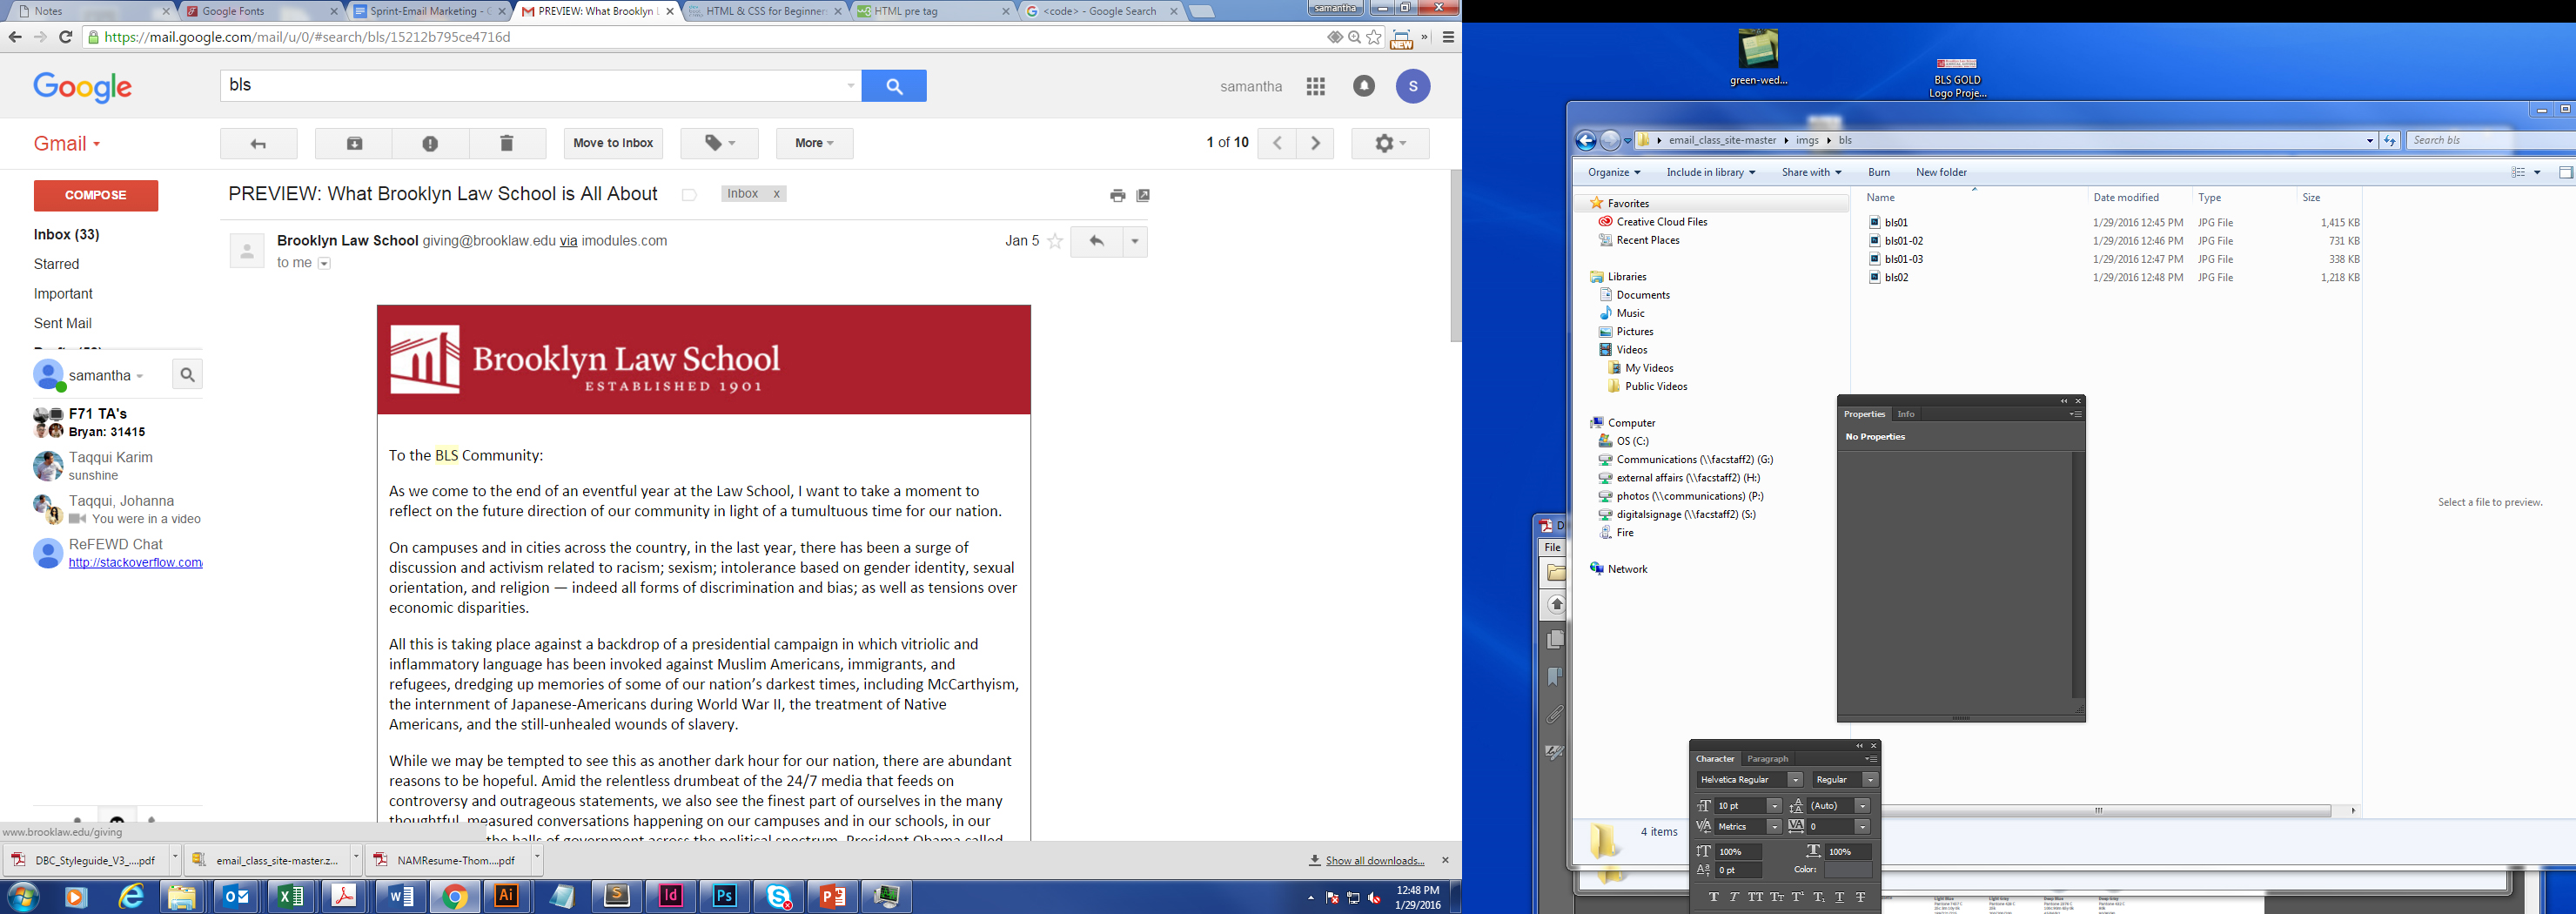 Notes
Google Fonts
Sprint-Email Marketing - G
PREVIEW: What Brooklyn L
HTML & CSS for Beginners
HTML pre tag
<code> - Google Search
samantha
https://mail.google.com/mail/u/0/#search/bls/15212b795ce4716d
NEW
Google
bls
samantha
S
Gmail
Move to Inbox
More
1 of 10
COMPOSE
Inbox (33)
Starred
Important
Sent Mail
samantha
F71 TA's
Bryan: 31415
Taqqui Karim
sunshine
Taqqui, Johanna
You were in a video
ReFEWD Chat
http://stackoverflow.com/
PREVIEW: What Brooklyn Law School is All About
Inbox x
Brooklyn Law School giving@brooklaw.edu via imodules.com
Jan 5
to me
Brooklyn Law School
ESTABLISHED 1901
To the BLS Community:
As we come to the end of an eventful year at the Law School, I want to take a moment to
reflect on the future direction of our community in light of a tumultuous time for our nation.
On campuses and in cities across the country, in the last year, there has been a surge of
discussion and activism related to racism; sexism; intolerance based on gender identity, sexual
orientation, and religion — indeed all forms of discrimination and bias; as well as tensions over
economic disparities.
All this is taking place against a backdrop of a presidential campaign in which vitriolic and
inflammatory language has been invoked against Muslim Americans, immigrants, and
refugees, dredging up memories of some of our nation's darkest times, including McCarthyism,
the internment of Japanese-Americans during World War II, the treatment of Native
Americans, and the still-unhealed wounds of slavery.
While we may be tempted to see this as another dark hour for our nation, there are abundant
reasons to be hopeful. Amid the relentless drumbeat of the 24/7 media that feeds on
controversy and outrageous statements, we also see the finest part of ourselves in the many
thoughtful, measured conversations happening on our campuses and in our schools, in our
the halls of government across the political spectrum. President Obama called
www.brooklaw.edu/giving
DBC_Styleguide_V3_....pdf
email_class_site-master.z...
NAMResume-Thom....pdf
Show all downloads...
12:48 PM
1/29/2016
green-wed...
BLS GOLD
Logo Proje...
email_class_site-master
imgs
bls
Search bls
Organize
Include in library
Share with
Burn
New folder
Favorites
Creative Cloud Files
Recent Places
Libraries
Documents
Music
Pictures
Videos
My Videos
Public Videos
Computer
OS (C:)
Communications (\\facstaff2) (G:)
external affairs (\\facstaff2) (H:)
photos (\\communications) (P:)
digitalsignage (\\facstaff2) (S:)
Fire
Network
Name Date modified Type Size
bls01 1/29/2016 12:45 PM JPG File 1,415 KB
bls01-02 1/29/2016 12:46 PM JPG File 731 KB
bls01-03 1/29/2016 12:47 PM JPG File 338 KB
bls02 1/29/2016 12:48 PM JPG File 1,218 KB
Select a file to preview.
Properties Info
No Properties
File
4 items
Character Paragraph
Helvetica Regular Regular
10 pt (Auto)
Metrics 0
100% 100%
0 pt Color: